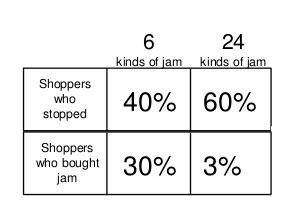 6 24
kinds of jam kinds of jam
Shoppers
who
stopped
40% 60%
Shoppers
who bought
jam
30% 3%